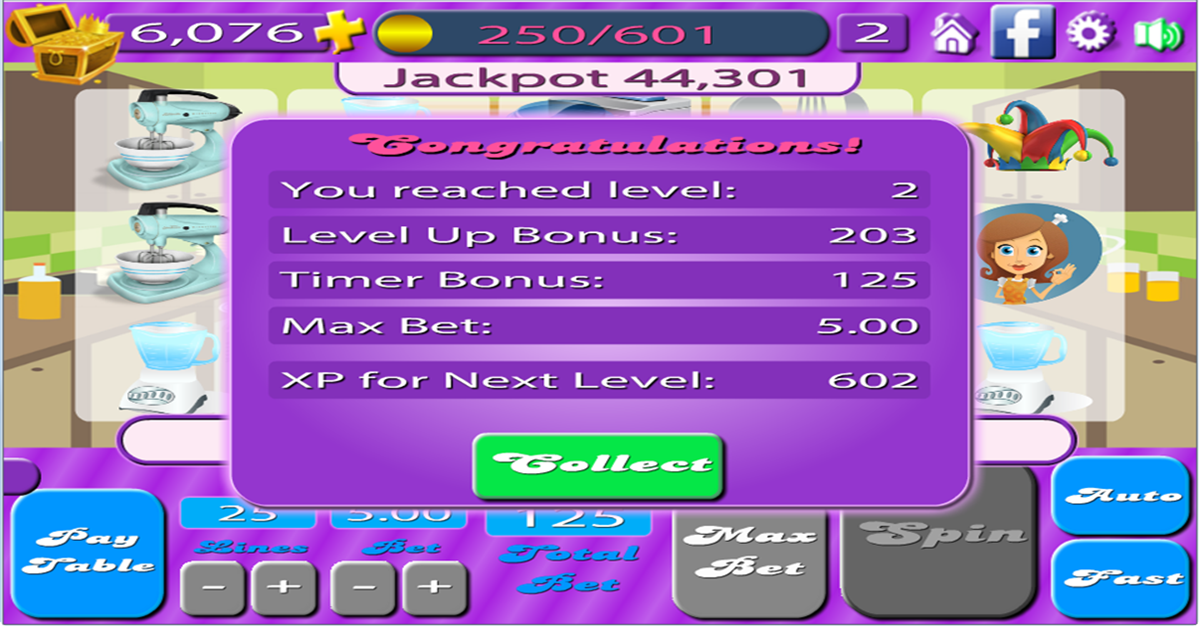 6,076
250/601
2
f
Jackpot 44,301
Congratulations!
You reached level: 2
Level Up Bonus: 203
Timer Bonus: 125
Max Bet: 5.00
XP for Next Level: 602
Collect
Pay
Table
25
Lines
- +
5.00
Bet
- +
125
Total
Bet
Max
Bet
Spin
Auto
Fast